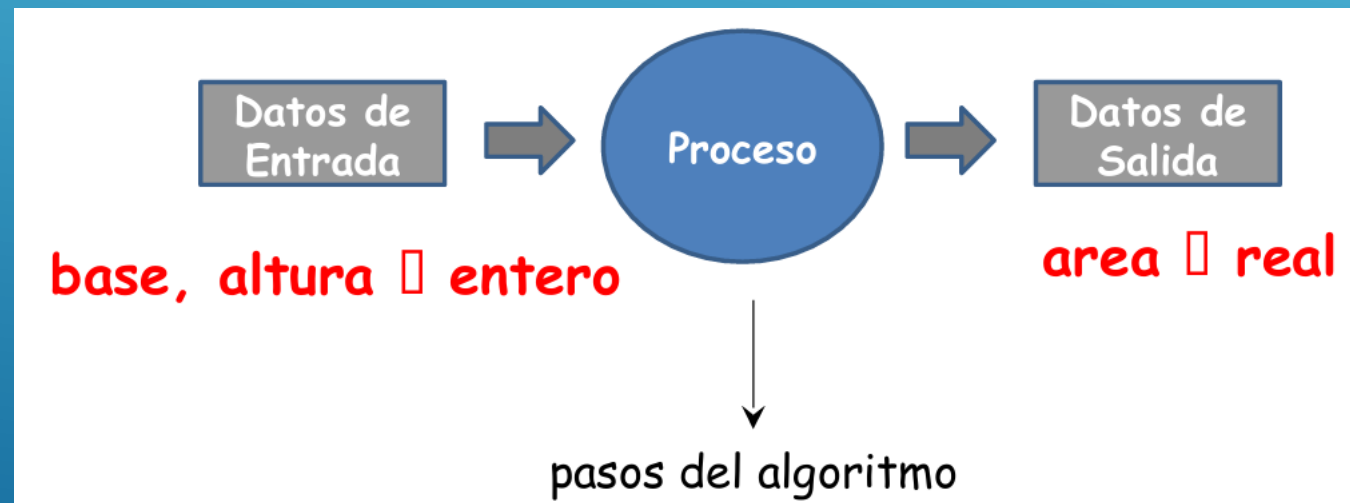 Datos de
Entrada
Proceso
Datos de
Salida
base, altura ▯ entero
area ▯ real
pasos del algoritmo